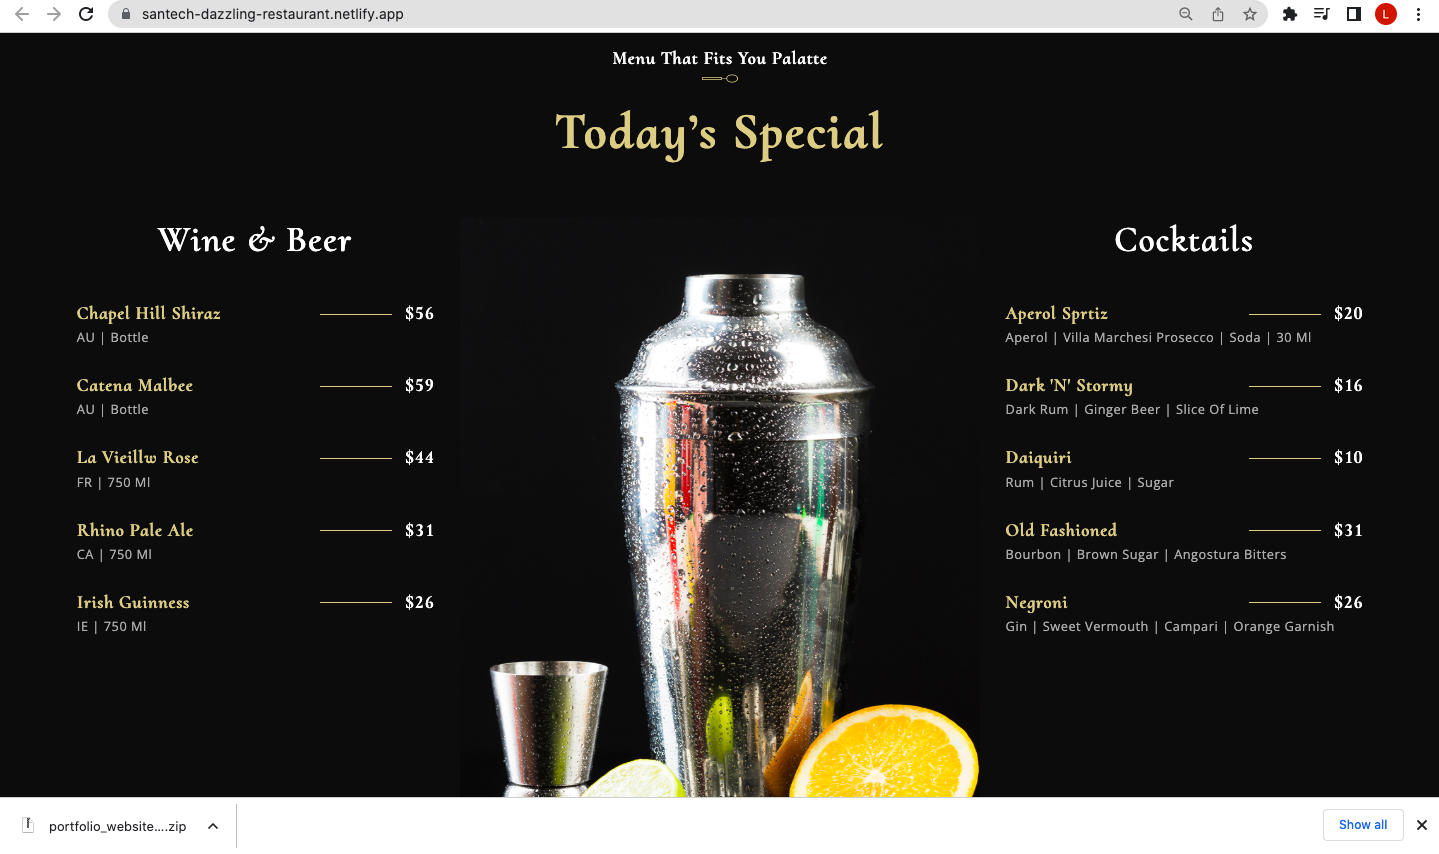 santech-dazzling-restaurant.netlify.app
L
Menu That Fits You Palatte
Today's Special
Wine & Beer
Chapel Hill Shiraz $56
AU | Bottle
Catena Malbee $59
AU | Bottle
La Vieillw Rose $44
FR | 750 Ml
Rhino Pale Ale $31
CA | 750 Ml
Irish Guinness $26
IE | 750 Ml
Cocktails
Aperol Sprtiz $20
Aperol | Villa Marchesi Prosecco | Soda | 30 Ml
Dark 'N' Stormy $16
Dark Rum | Ginger Beer | Slice Of Lime
Daiquiri $10
Rum | Citrus Juice | Sugar
Old Fashioned $31
Bourbon | Brown Sugar | Angostura Bitters
Negroni $26
Gin | Sweet Vermouth | Campari | Orange Garnish
portfolio_website....zip
Show all